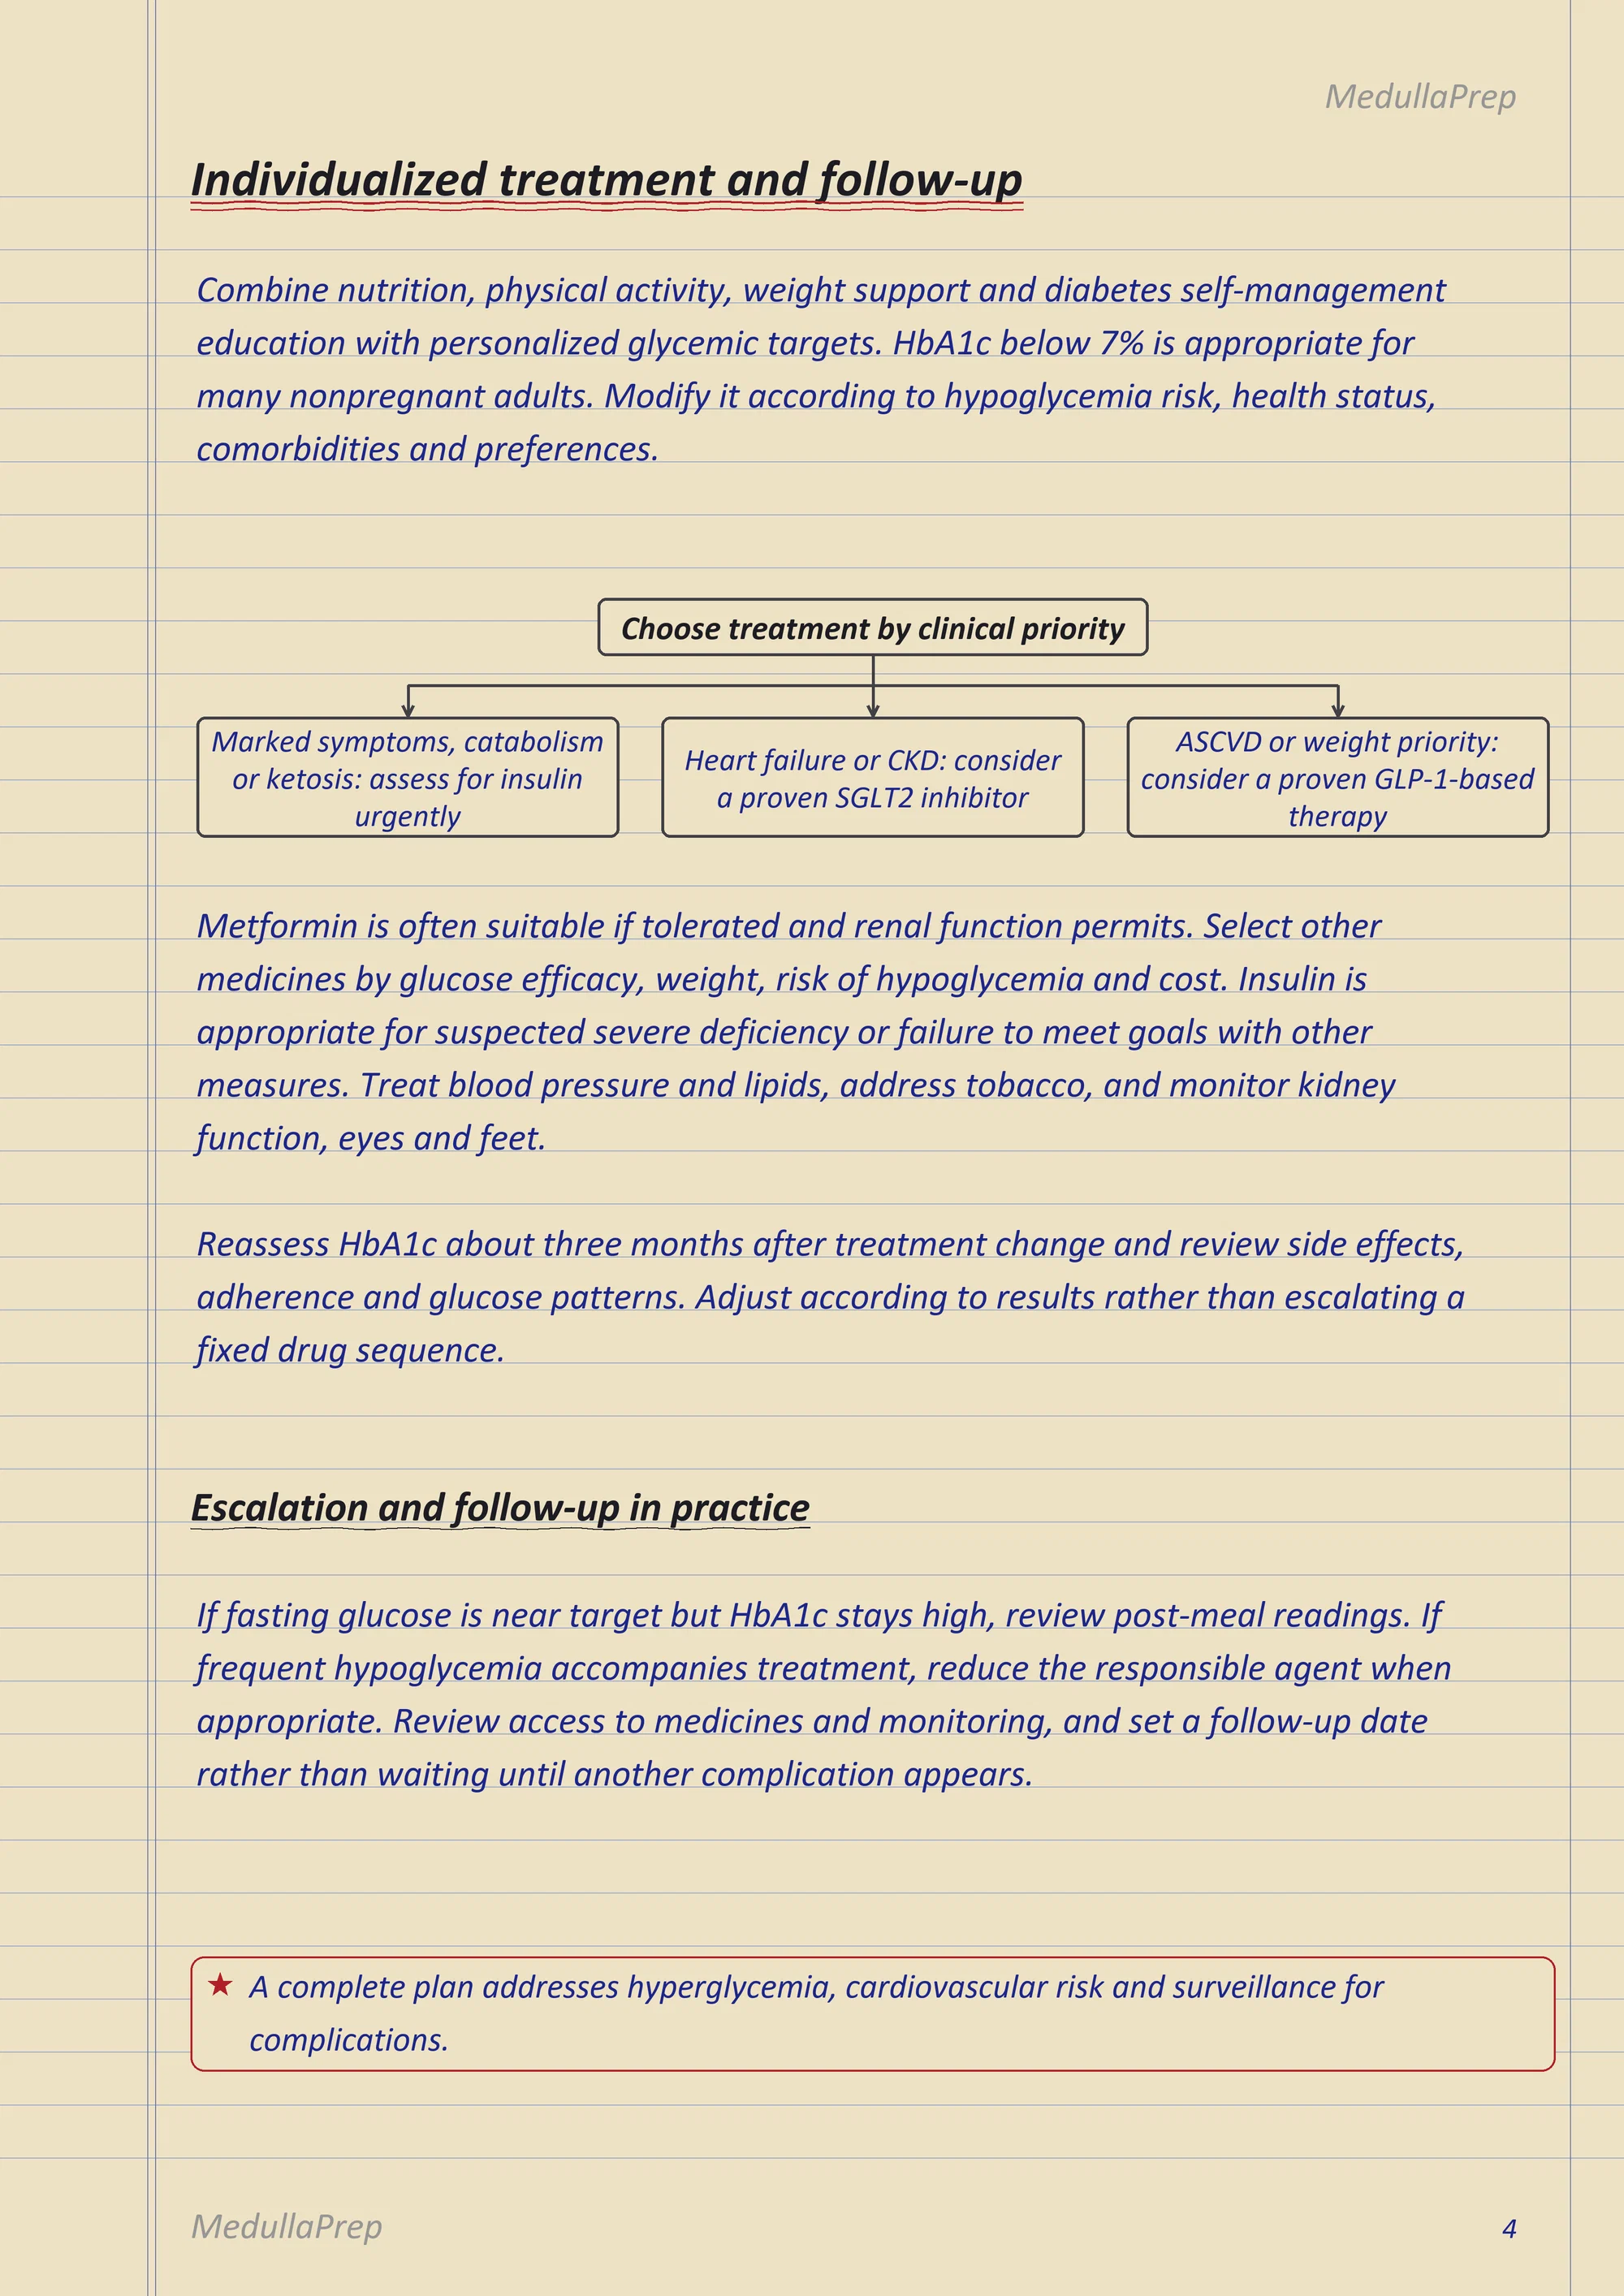 MedullaPrep
Individualized treatment and follow-up
Combine nutrition, physical activity, weight support and diabetes self-management
education with personalized glycemic targets. HbA1c below 7% is appropriate for
many nonpregnant adults. Modify it according to hypoglycemia risk, health status,
comorbidities and preferences.
Choose treatment by clinical priority
Marked symptoms, catabolism
or ketosis: assess for insulin
urgently
Heart failure or CKD: consider
a proven SGLT2 inhibitor
ASCVD or weight priority:
consider a proven GLP-1-based
therapy
Metformin is often suitable if tolerated and renal function permits. Select other
medicines by glucose efficacy, weight, risk of hypoglycemia and cost. Insulin is
appropriate for suspected severe deficiency or failure to meet goals with other
measures. Treat blood pressure and lipids, address tobacco, and monitor kidney
function, eyes and feet.
Reassess HbA1c about three months after treatment change and review side effects,
adherence and glucose patterns. Adjust according to results rather than escalating a
fixed drug sequence.
Escalation and follow-up in practice
If fasting glucose is near target but HbA1c stays high, review post-meal readings. If
frequent hypoglycemia accompanies treatment, reduce the responsible agent when
appropriate. Review access to medicines and monitoring, and set a follow-up date
rather than waiting until another complication appears.
★ A complete plan addresses hyperglycemia, cardiovascular risk and surveillance for
complications.
MedullaPrep
4